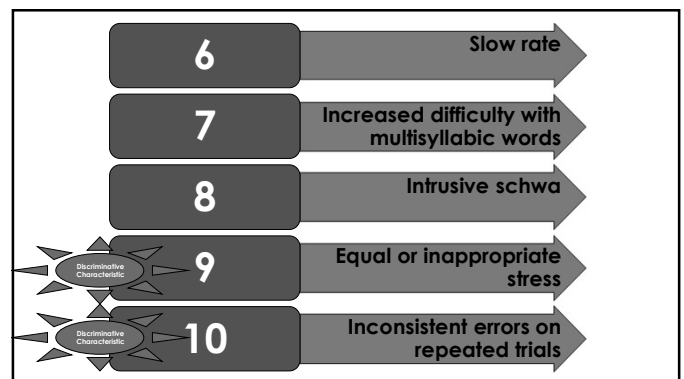 6
Slow rate
7
Increased difficulty with
multisyllabic words
8
Intrusive schwa
Discriminative
Characteristic
9
Equal or inappropriate
stress
Discriminative
Characteristic
10
Inconsistent errors on
repeated trials